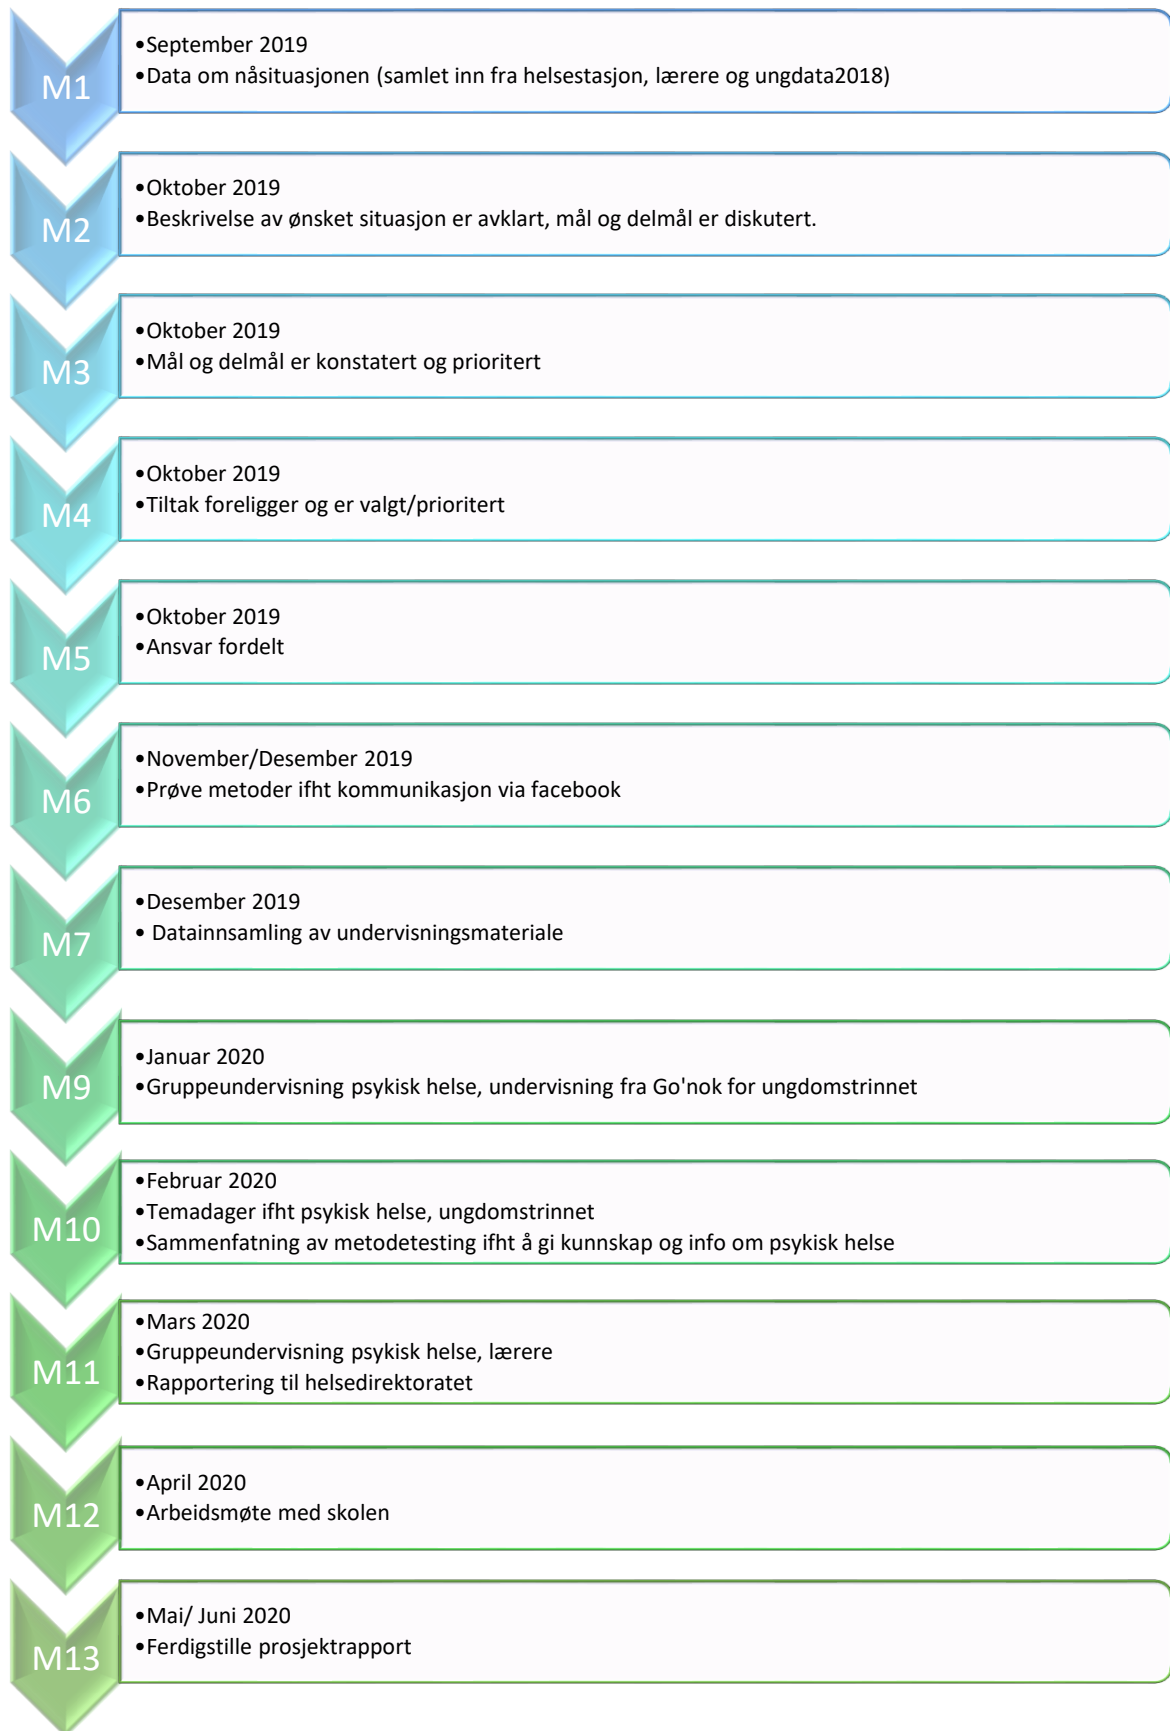 M1
•September 2019
•Data om nåsituasjonen (samlet inn fra helsestasjon, lærere og ungdata2018)
M2
•Oktober 2019
•Beskrivelse av ønsket situasjon er avklart, mål og delmål er diskutert.
M3
•Oktober 2019
•Mål og delmål er konstatert og prioritert
M4
•Oktober 2019
•Tiltak foreligger og er valgt/prioritert
M5
•Oktober 2019
•Ansvar fordelt
M6
•November/Desember 2019
•Prøve metoder ifht kommunikasjon via facebook
M7
•Desember 2019
• Datainnsamling av undervisningsmateriale
M9
•Januar 2020
•Gruppeundervisning psykisk helse, undervisning fra Go'nok for ungdomstrinnet
M10
•Februar 2020
•Temadager ifht psykisk helse, ungdomstrinnet
•Sammenfatning av metodetesting ifht å gi kunnskap og info om psykisk helse
M11
•Mars 2020
•Gruppeundervisning psykisk helse, lærere
•Rapportering til helsedirektoratet
M12
•April 2020
•Arbeidsmøte med skolen
M13
•Mai/ Juni 2020
•Ferdigstille prosjektrapport